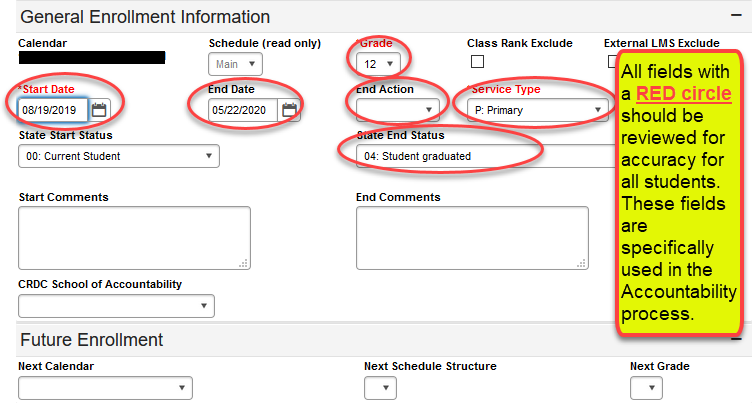 General Enrollment Information
Calendar
Schedule (read only)
*Grade
Class Rank Exclude
External LMS Exclude
Main
12
*Start Date
End Date
End Action
*Service Type
08/19/2019
05/22/2020
P: Primary
State Start Status
State End Status
00: Current Student
04: Student graduated
Start Comments
End Comments
CRDC School of Accountability
All fields with
a RED circle
should be
reviewed for
accuracy for
all students.
These fields
are
specifically
used in the
Accountability
process.
Future Enrollment
Next Calendar
Next Schedule Structure
Next Grade